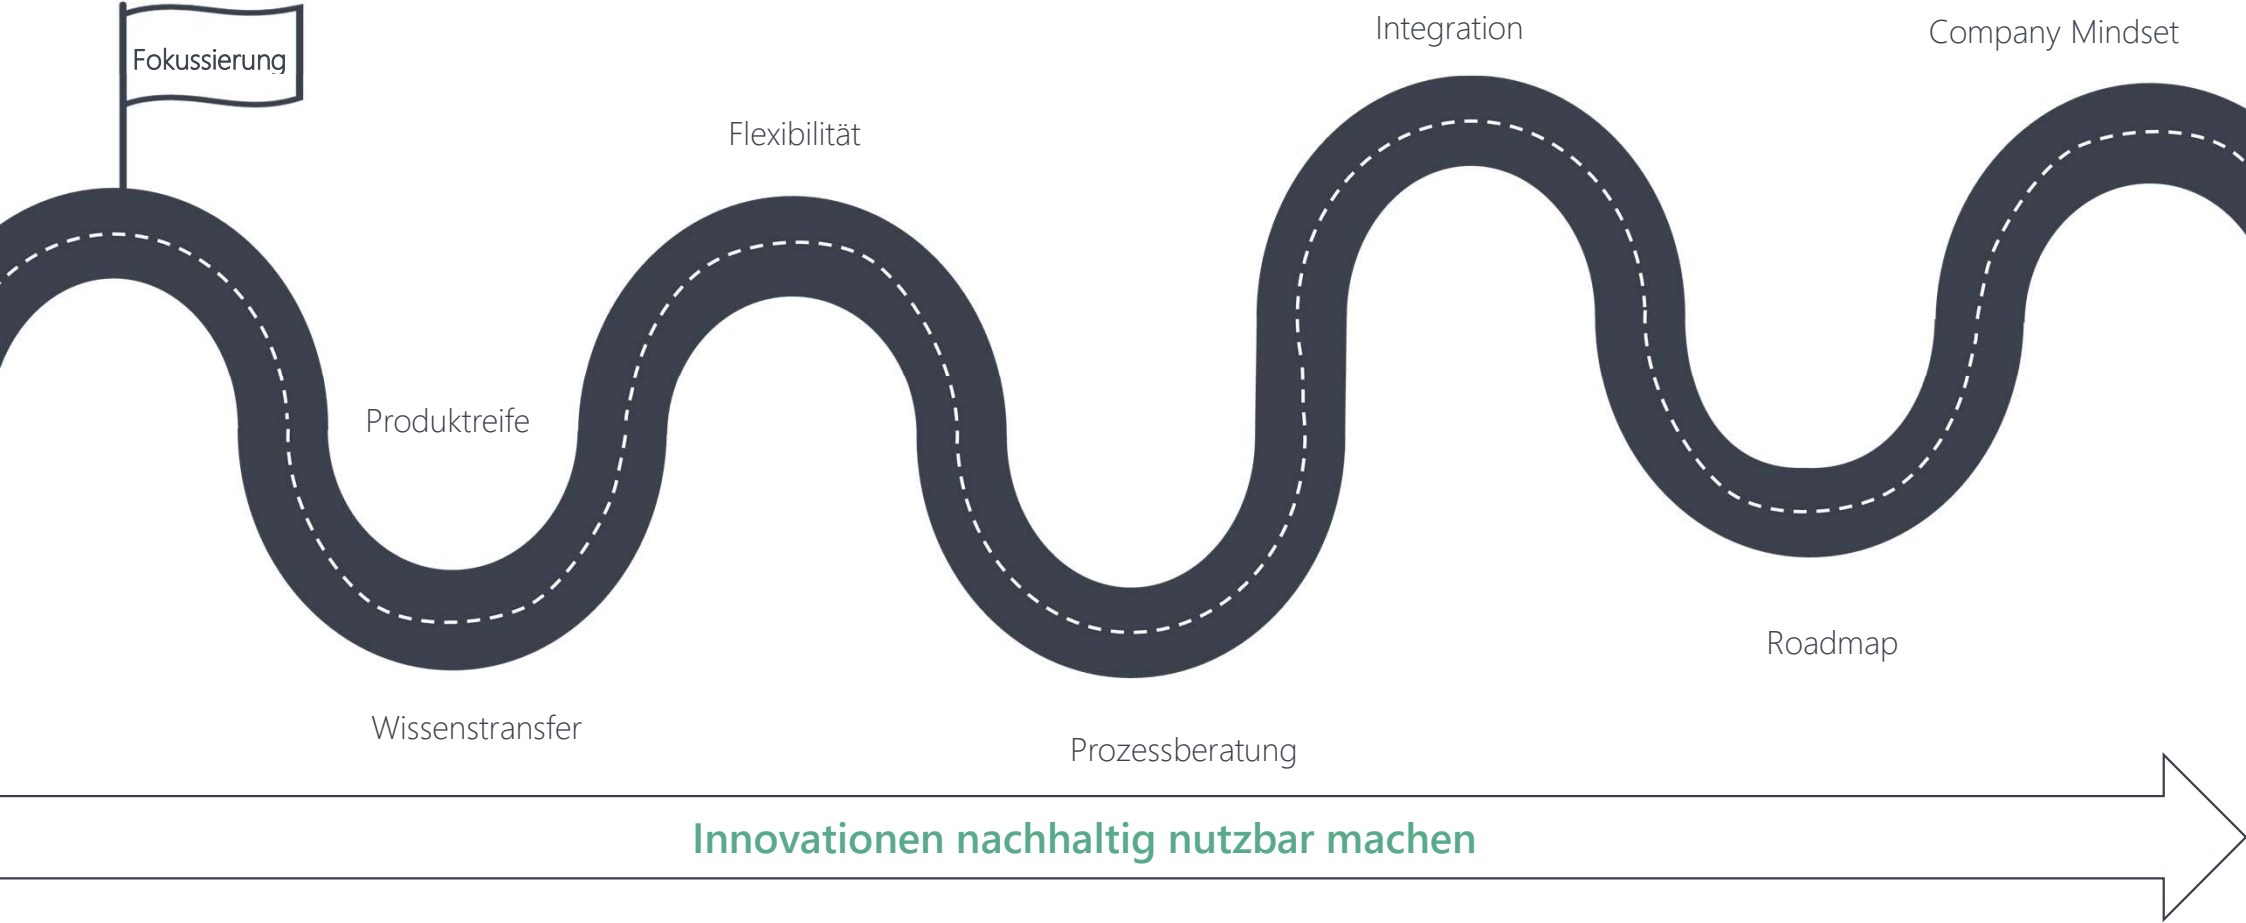 Fokussierung
Produktreife
Wissenstransfer
Flexibilität
Prozessberatung
Integration
Roadmap
Company Mindset
Innovationen nachhaltig nutzbar machen